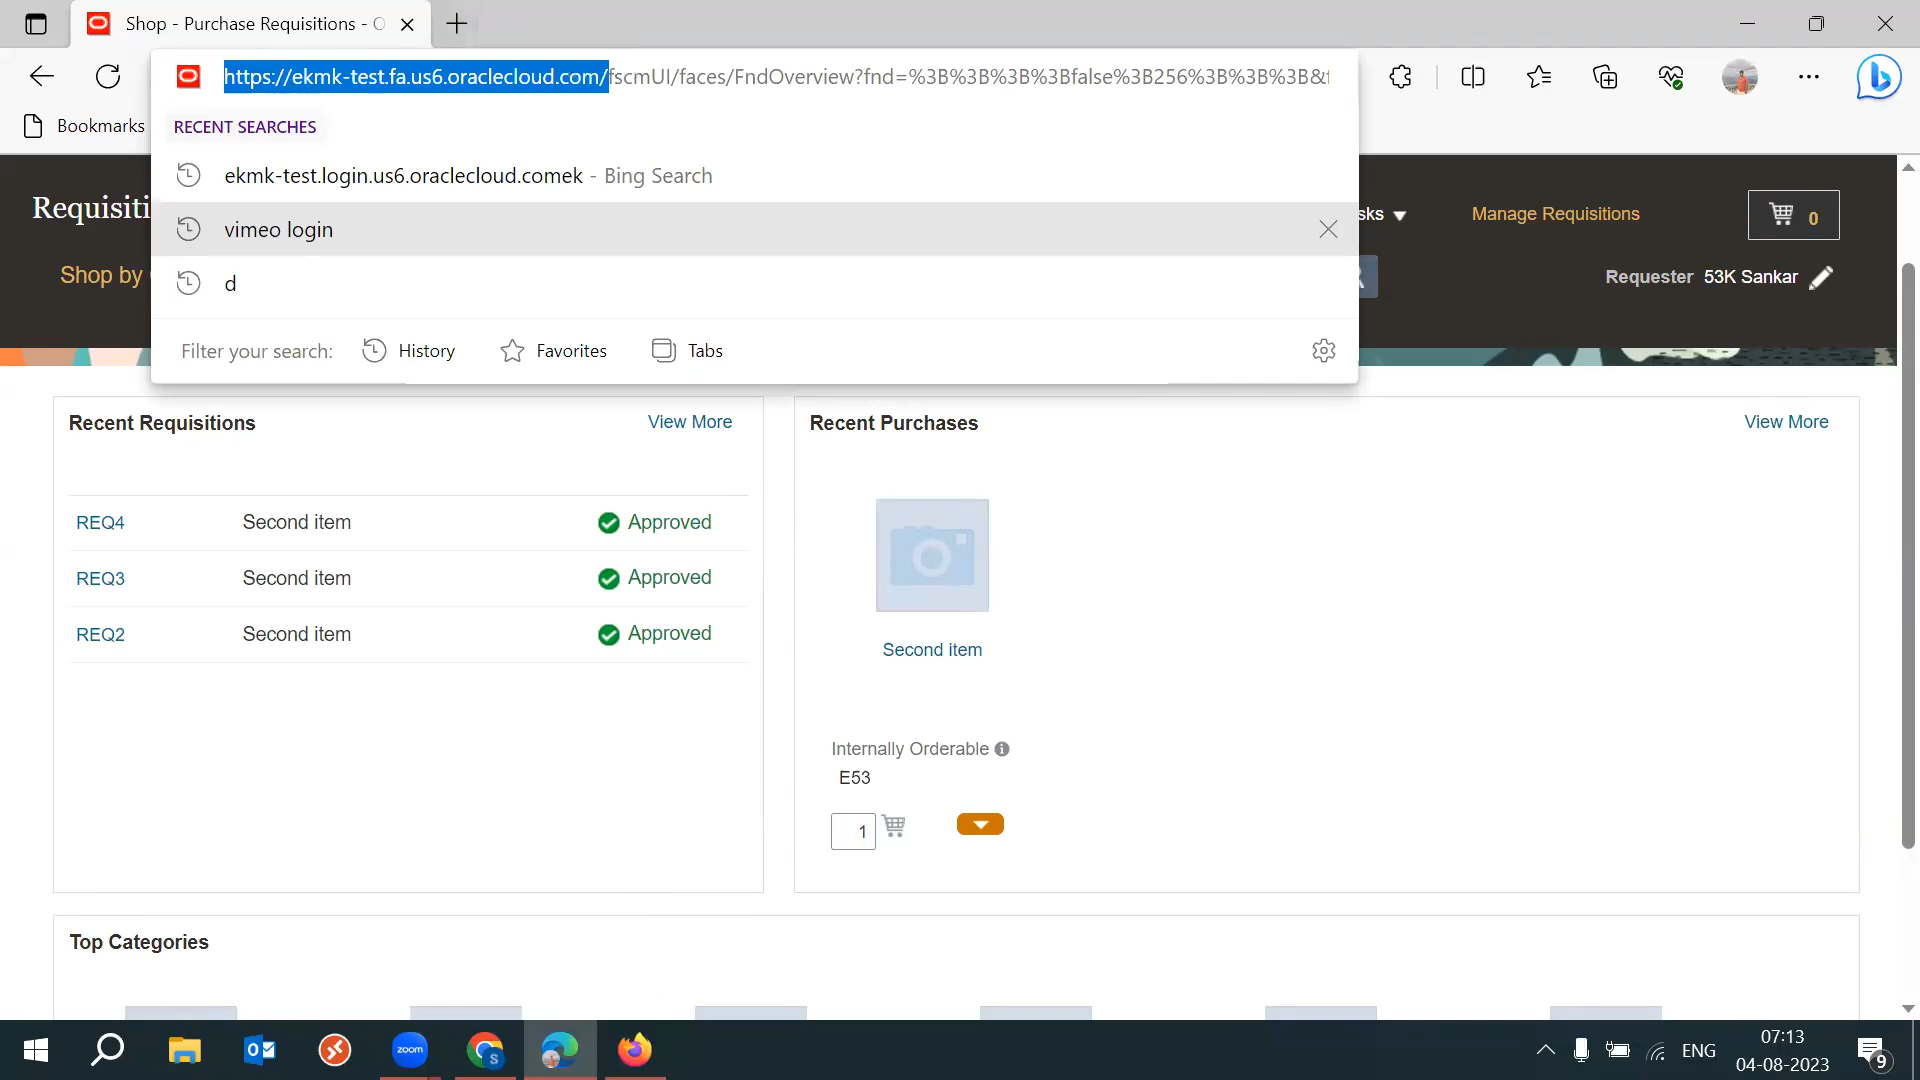 Shop - Purchase Requisitions - O
https://ekmk-test.fa.us6.oraclecloud.com/fscmUI/faces/FndOverview?fnd=%3B%3B%3B%3Bfalse%3B256%3B%3B%3B&f
Bookmarks
RECENT SEARCHES
ekmk-test.login.us6.oraclecloud.comek - Bing Search
vimeo login
d
Filter your search: History Favorites Tabs
Requisiti
sks
Manage Requisitions
0
Shop by
Requester 53K Sankar
Recent Requisitions
View More
REQ4 Second item Approved
REQ3 Second item Approved
REQ2 Second item Approved
Recent Purchases
View More
Second item
Internally Orderable
E53
1
Top Categories
zoom
S
ENG
07:13
04-08-2023
9